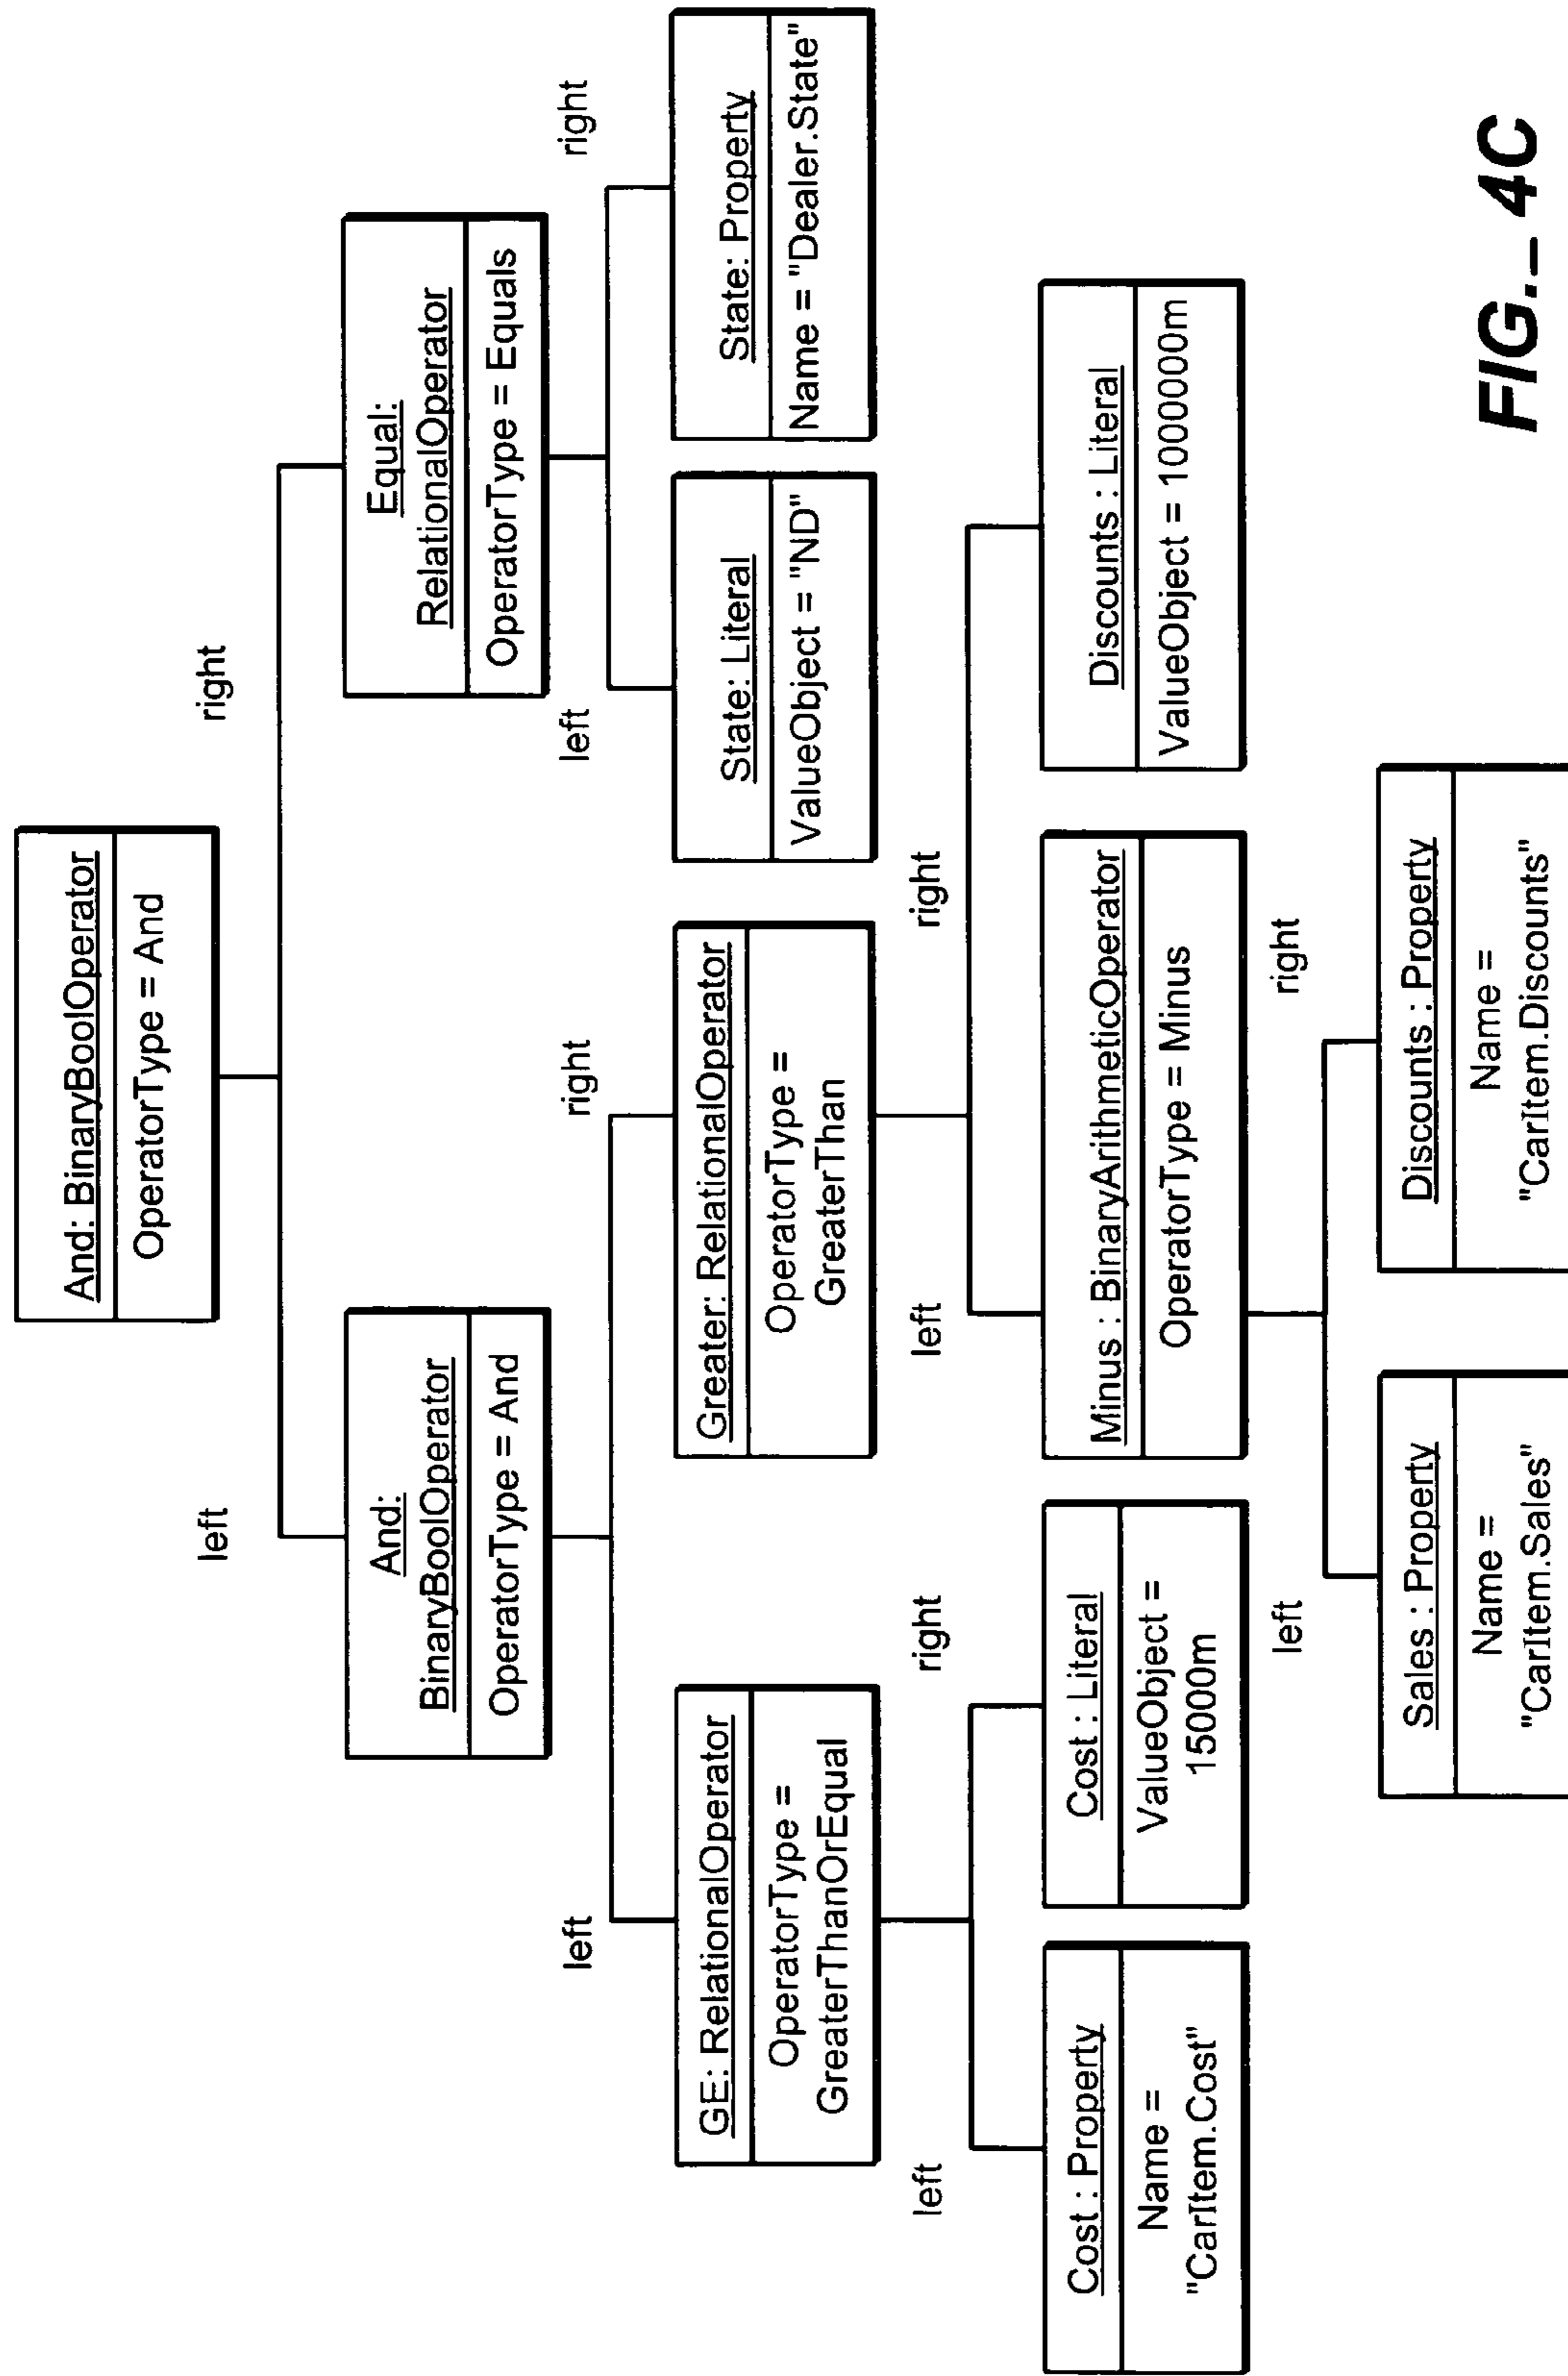 And: BinaryBoolOperator
OperatorType = And
left
right
And:
BinaryBoolOperator
OperatorType = And
Equal:
RelationalOperator
OperatorType = Equals
left
right
left
right
GE: RelationalOperator
OperatorType =
GreaterThanOrEqual
Greater: RelationalOperator
OperatorType =
GreaterThan
State: Literal
ValueObject = "ND"
State: Property
Name = "Dealer.State"
left
right
left
right
Cost : Property
Name =
"CarItem.Cost"
Cost : Literal
ValueObject =
15000m
Minus : BinaryArithmeticOperator
OperatorType = Minus
Discounts : Literal
ValueObject = 1000000m
left
right
Sales : Property
Name =
"CarItem.Sales"
Discounts : Property
Name =
"CarItem.Discounts"
FIG.– 4C